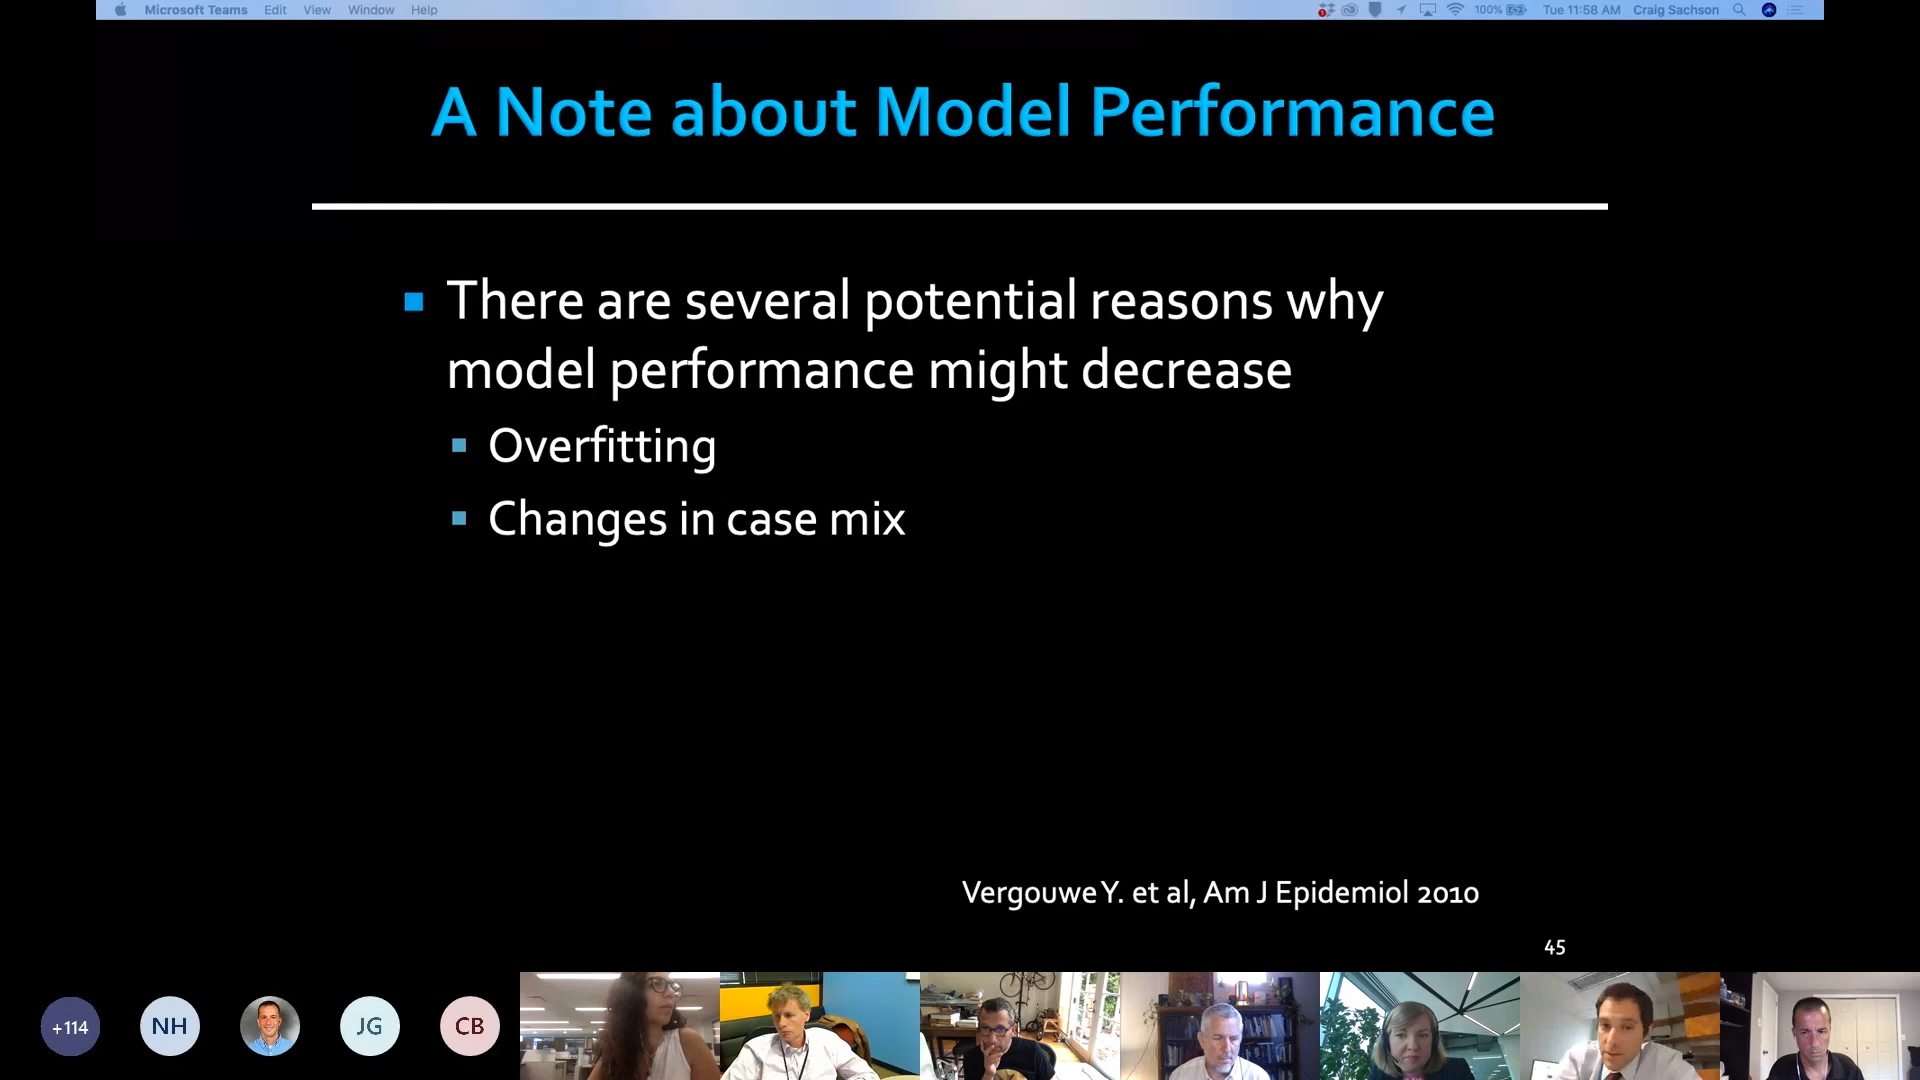 Microsoft Teams Edit View Window Help 100% Tue 11:58 AM Craig Sachson
A Note about Model Performance
There are several potential reasons why
model performance might decrease
Overfitting
Changes in case mix
Vergouwe Y. et al, Am J Epidemiol 2010
45
+114 NH JG CB